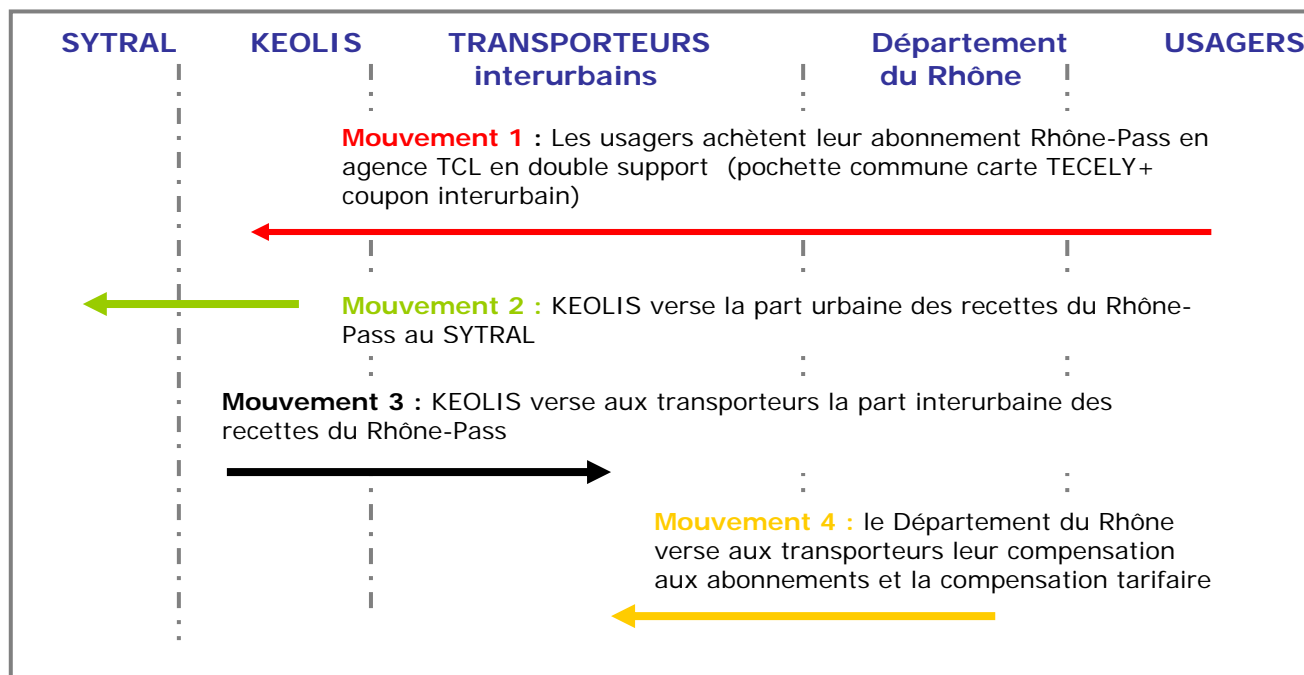 SYTRAL KEOLIS TRANSPORTEURS Département USAGERS
interurbains du Rhône
Mouvement 1 : Les usagers achètent leur abonnement Rhône-Pass en
agence TCL en double support (pochette commune carte TECELY+
coupon interurbain)
Mouvement 2 : KEOLIS verse la part urbaine des recettes du Rhône-
Pass au SYTRAL
Mouvement 3 : KEOLIS verse aux transporteurs la part interurbaine des
recettes du Rhône-Pass
Mouvement 4 : le Département du Rhône
verse aux transporteurs leur compensation
aux abonnements et la compensation tarifaire